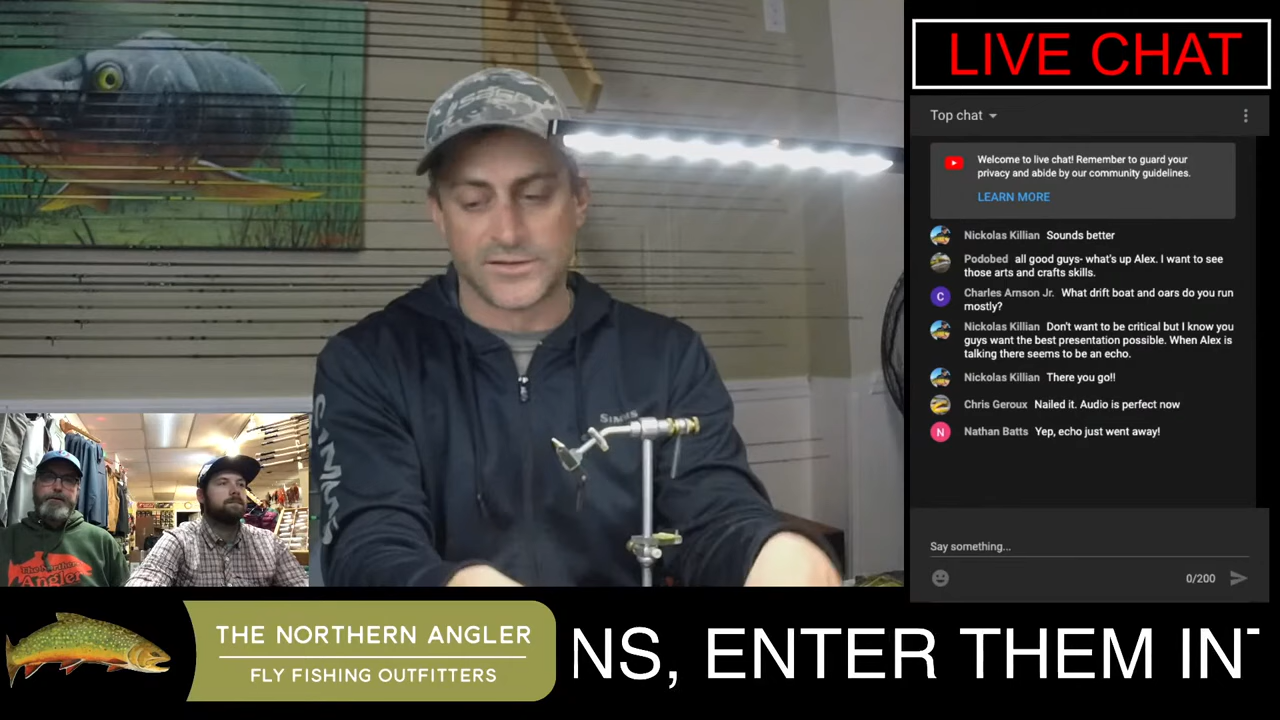 LIVE CHAT
Top chat
Welcome to live chat! Remember to guard your
privacy and abide by our community guidelines.
LEARN MORE
Nickolas Killian Sounds better
Podobed all good guys- what's up Alex. I want to see
those arts and crafts skills.
C Charles Arnson Jr. What drift boat and oars do you run
mostly?
Nickolas Killian Don't want to be critical but I know you
guys want the best presentation possible. When Alex is
talking there seems to be an echo.
Nickolas Killian There you go!!
Chris Geroux Nailed it. Audio is perfect now
N Nathan Batts Yep, echo just went away!
Say something...
0/200
SIMMS
SIMMS
The Northern
Angler
THE NORTHERN ANGLER
FLY FISHING OUTFITTERS
NS, ENTER THEM IN